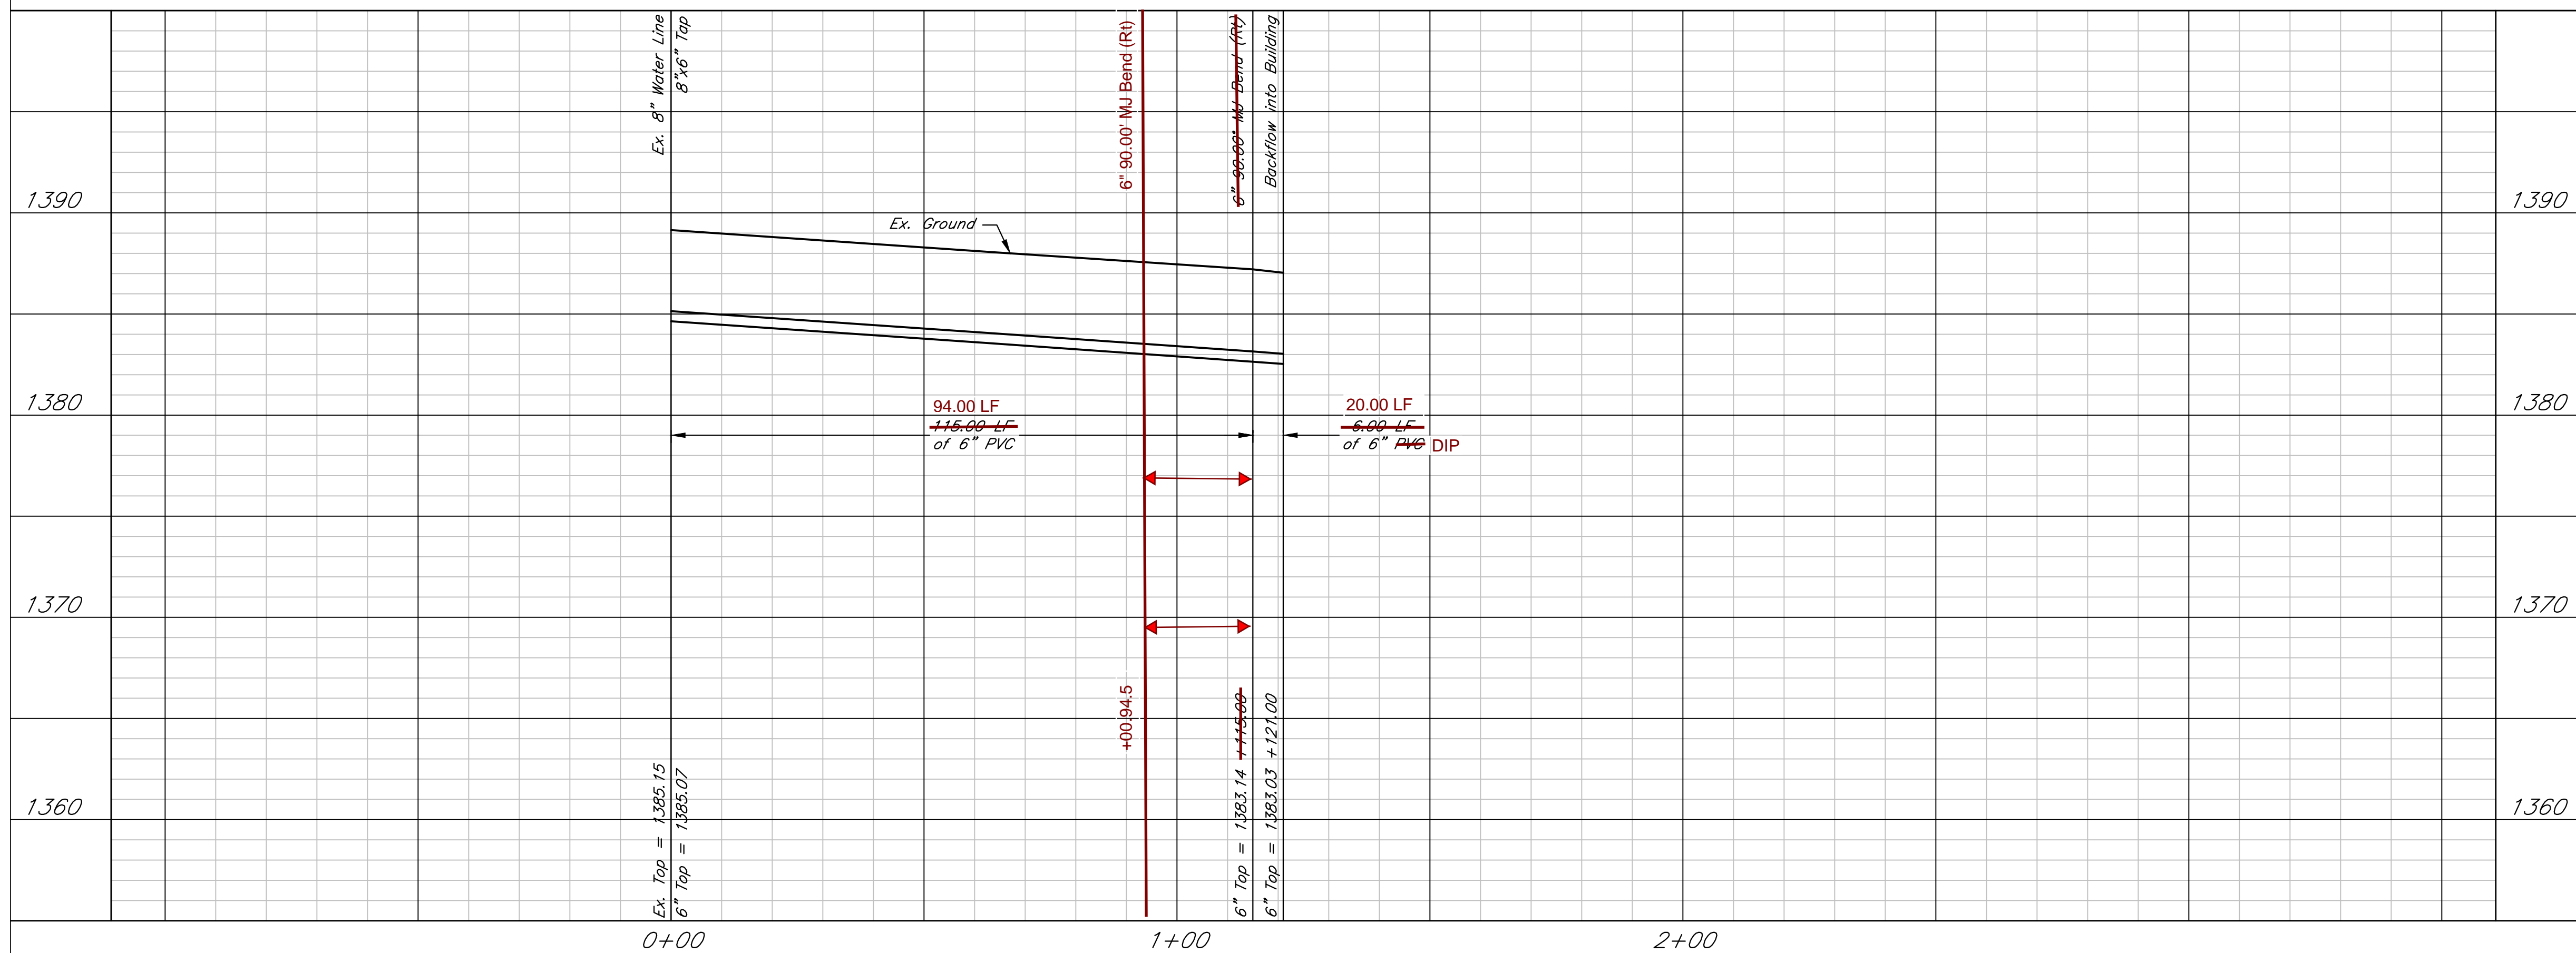 Ex. 8" Water Line
8"x6" Tap
6" 90.00' MJ Bend (Rt)
6" 90.00° MJ Bend (Rt)
Backflow into Building
1390
1390
Ex. Ground
1380
94.00 LF
115.00 LF
of 6" PVC
20.00 LF
6.00 LF
of 6" PVC DIP
1380
1370
1370
+00.94.5
1360
Ex. Top = 1385.15
6" Top = 1385.07
6" Top = 1383.14 +115.00
6" Top = 1383.03 +121.00
1360
0+00
1+00
2+00